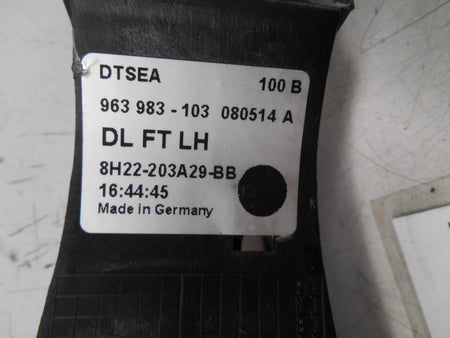 DTSEA 100 B
963 983 - 103 080514 A
DL FT LH
8H22-203A29-BB
16:44:45
Made in Germany